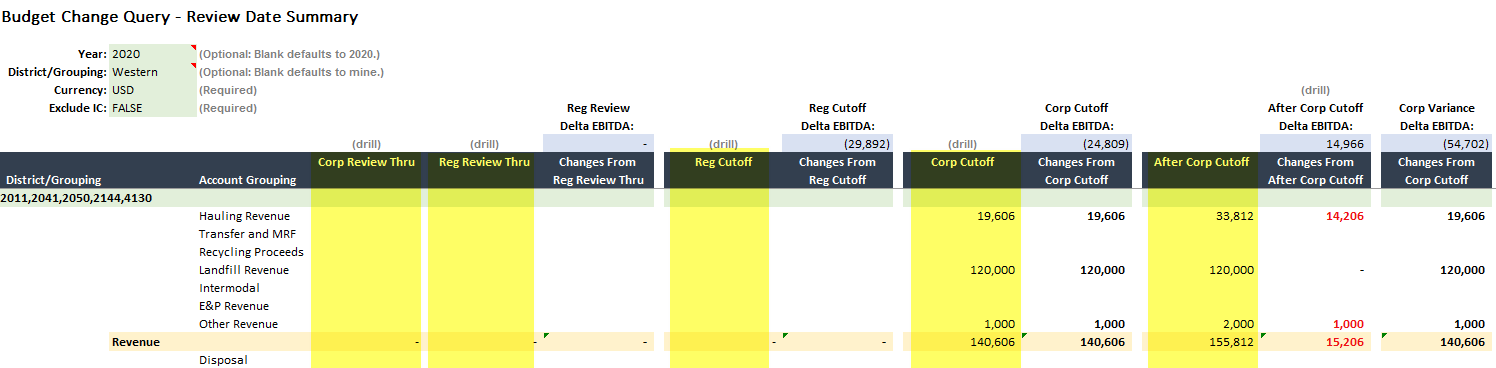 Budget Change Query - Review Date Summary
Year: 2020 (Optional: Blank defaults to 2020.)
District/Grouping: Western (Optional: Blank defaults to mine.)
Currency: USD (Required) (drill)
Exclude IC: FALSE (Required) Reg Review Reg Cutoff Corp Cutoff After Corp Cutoff Corp Variance
Delta EBITDA: Delta EBITDA: Delta EBITDA: Delta EBITDA: Delta EBITDA:
(drill) (drill) - (drill) (29,892) (drill) (24,809) 14,966 (54,702)
Corp Review Thru Reg Review Thru Changes From Reg Cutoff Changes From Corp Cutoff Changes From After Corp Cutoff Changes From Changes From
District/Grouping Account Grouping Reg Review Thru Reg Cutoff Corp Cutoff After Corp Cutoff Corp Cutoff
2011,2041,2050,2144,4130
Hauling Revenue 19,606 19,606 33,812 14,206 19,606
Transfer and MRF
Recycling Proceeds
Landfill Revenue 120,000 120,000 120,000 - 120,000
Intermodal
E&P Revenue
Other Revenue 1,000 1,000 2,000 1,000 1,000
Revenue - - - - - 140,606 140,606 155,812 15,206 140,606
Disposal